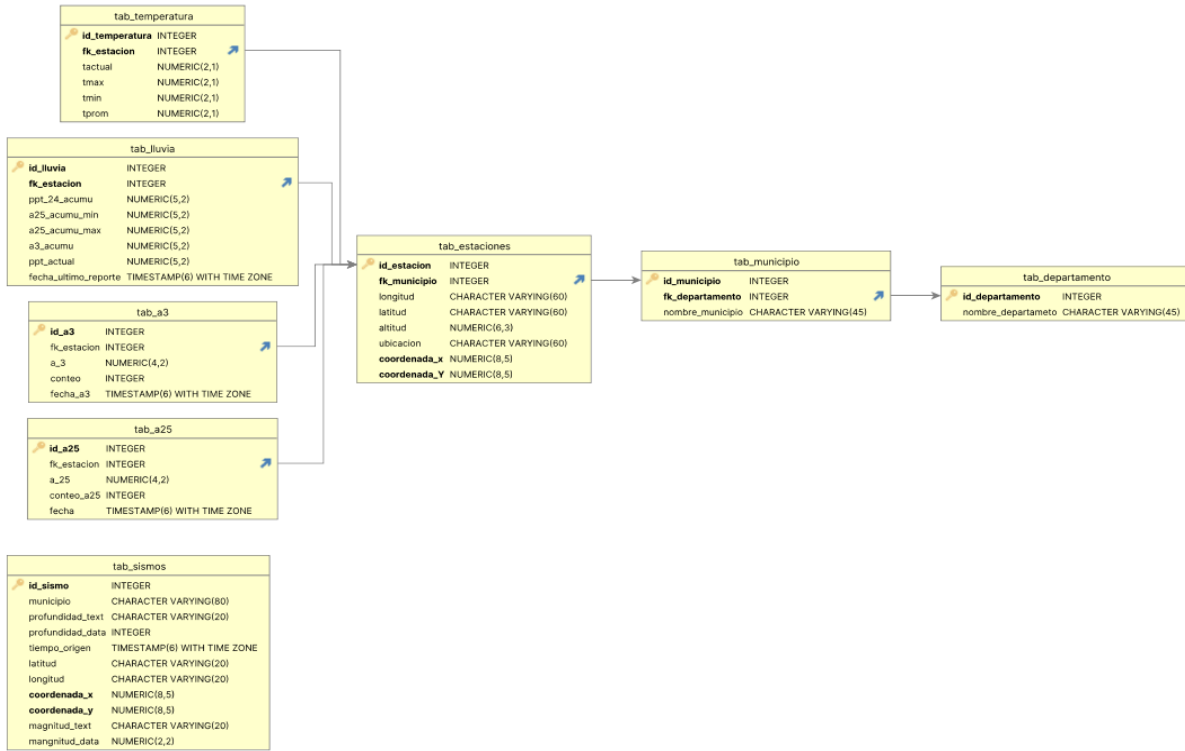 tab_temperatura
id_temperatura INTEGER
fk_estacion INTEGER
tactual NUMERIC(2,1)
tmax NUMERIC(2,1)
tmin NUMERIC(2,1)
tprom NUMERIC(2,1)
tab_lluvia
id_lluvia INTEGER
fk_estacion INTEGER
ppt_24_acumu NUMERIC(5,2)
a25_acumu_min NUMERIC(5,2)
a25_acumu_max NUMERIC(5,2)
a3_acumu NUMERIC(5,2)
ppt_actual NUMERIC(5,2)
fecha_ultimo_reporte TIMESTAMP(6) WITH TIME ZONE
tab_a3
id_a3 INTEGER
fk_estacion INTEGER
a_3 NUMERIC(4,2)
conteo INTEGER
fecha_a3 TIMESTAMP(6) WITH TIME ZONE
tab_a25
id_a25 INTEGER
fk_estacion INTEGER
a_25 NUMERIC(4,2)
conteo_a25 INTEGER
fecha TIMESTAMP(6) WITH TIME ZONE
tab_sismos
id_sismo INTEGER
municipio CHARACTER VARYING(80)
profundidad_text CHARACTER VARYING(20)
profundidad_data INTEGER
tiempo_origen TIMESTAMP(6) WITH TIME ZONE
latitud CHARACTER VARYING(20)
longitud CHARACTER VARYING(20)
coordenada_x NUMERIC(8,5)
coordenada_y NUMERIC(8,5)
magnitud_text CHARACTER VARYING(20)
mangnitud_data NUMERIC(2,2)
tab_estaciones
id_estacion INTEGER
fk_municipio INTEGER
longitud CHARACTER VARYING(60)
latitud CHARACTER VARYING(60)
altitud NUMERIC(6,3)
ubicacion CHARACTER VARYING(60)
coordenada_x NUMERIC(8,5)
coordenada_Y NUMERIC(8,5)
tab_municipio
id_municipio INTEGER
fk_departamento INTEGER
nombre_municipio CHARACTER VARYING(45)
tab_departamento
id_departamento INTEGER
nombre_departameto CHARACTER VARYING(45)